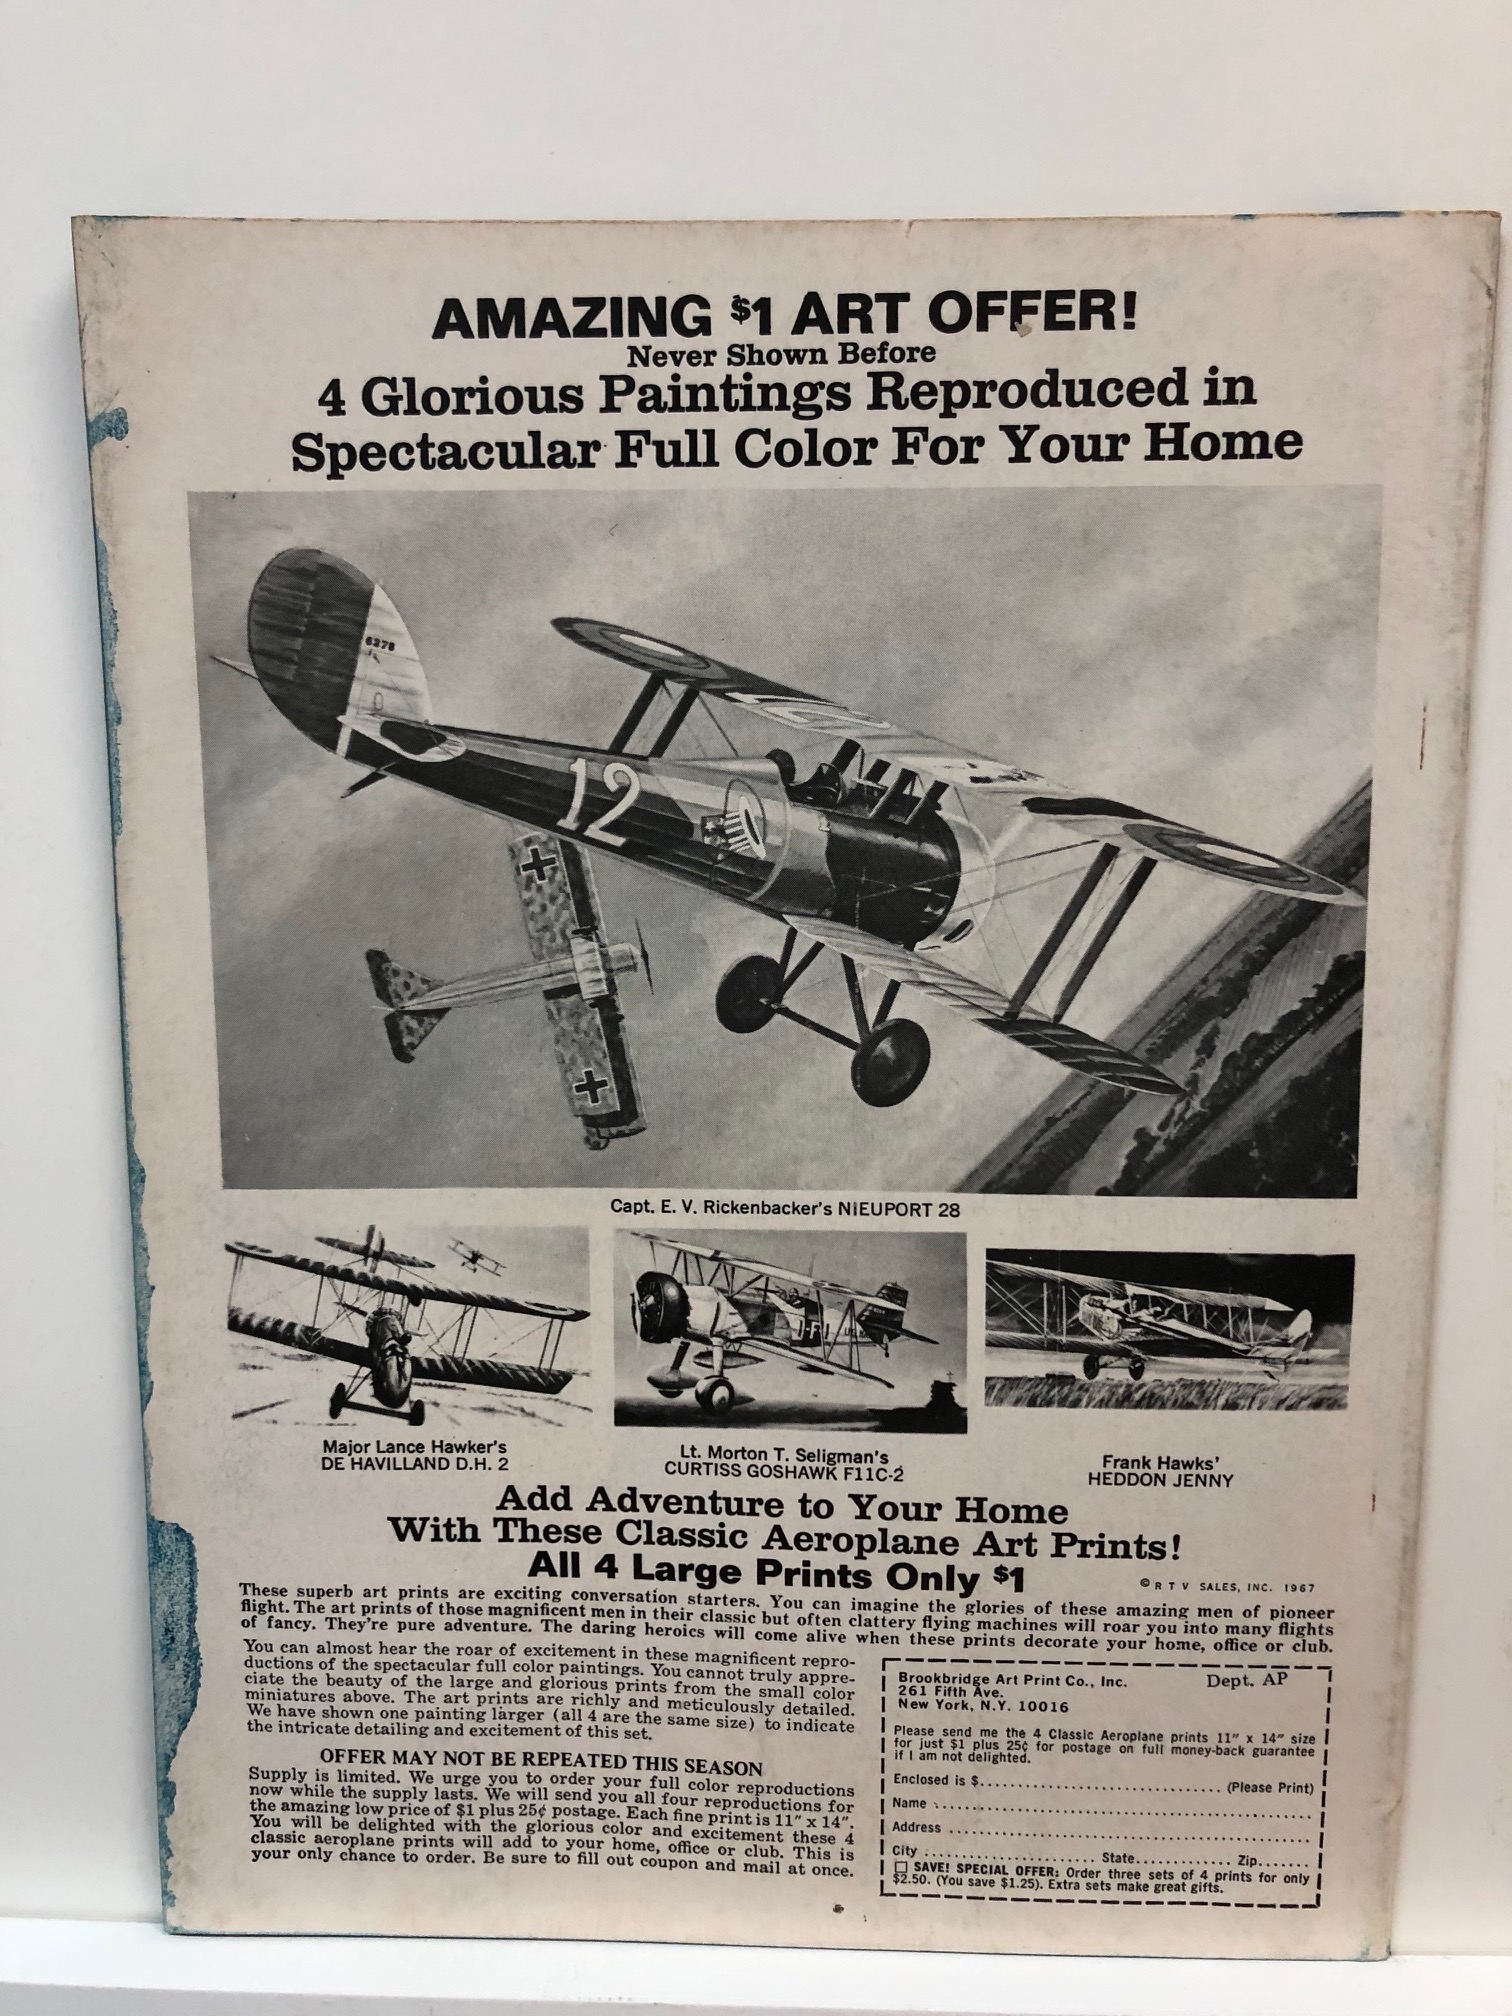 AMAZING $1 ART OFFER!
Never Shown Before
4 Glorious Paintings Reproduced in
Spectacular Full Color For Your Home
6278
12
Capt. E. V. Rickenbacker's NIEUPORT 28
Major Lance Hawker's
DE HAVILLAND D.H. 2
Lt. Morton T. Seligman's
CURTISS GOSHAWK F11C-2
Frank Hawks'
HEDDON JENNY
Add Adventure to Your Home
With These Classic Aeroplane Art Prints!
All 4 Large Prints Only $1
© R T V SALES, INC. 1967
These superb art prints are exciting conversation starters. You can imagine the glories of these amazing men of pioneer
flight. The art prints of those magnificent men in their classic but often clattery flying machines will roar you into many flights
of fancy. They're pure adventure. The daring heroics will come alive when these prints decorate your home, office or club.
You can almost hear the roar of excitement in these magnificent repro-
ductions of the spectacular full color paintings. You cannot truly appre-
ciate the beauty of the large and glorious prints from the small color
miniatures above. The art prints are richly and meticulously detailed.
We have shown one painting larger (all 4 are the same size) to indicate
the intricate detailing and excitement of this set.
OFFER MAY NOT BE REPEATED THIS SEASON
Supply is limited. We urge you to order your full color reproductions
now while the supply lasts. We will send you all four reproductions for
the amazing low price of $1 plus 25¢ postage. Each fine print is 11" x 14".
You will be delighted with the glorious color and excitement these 4
classic aeroplane prints will add to your home, office or club. This is
your only chance to order. Be sure to fill out coupon and mail at once.
Brookbridge Art Print Co., Inc. Dept. AP
261 Fifth Ave.
New York, N.Y. 10016
Please send me the 4 Classic Aeroplane prints 11" x 14" size
for just $1 plus 25¢ for postage on full money-back guarantee
if I am not delighted.
Enclosed is $................................. (Please Print)
Name ......................................................
Address ....................................................
City .......................... State............. Zip.......
☐ SAVE! SPECIAL OFFER: Order three sets of 4 prints for only
$2.50. (You save $1.25). Extra sets make great gifts.